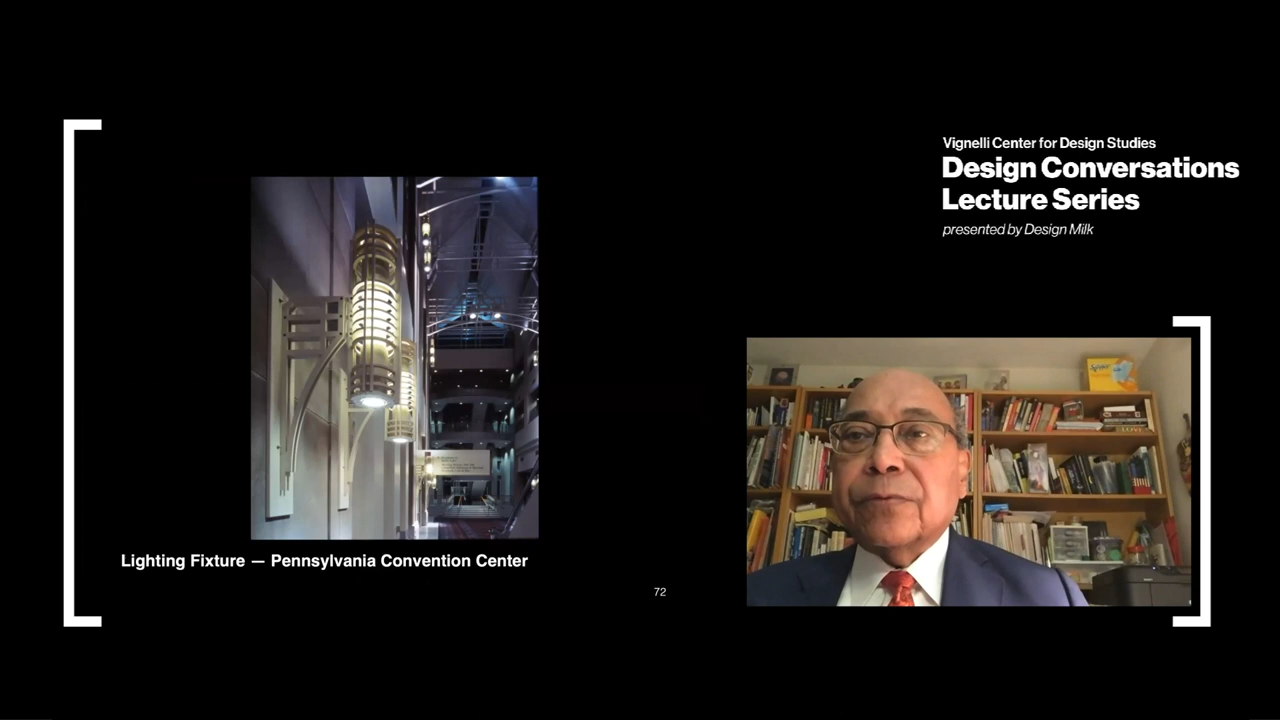 Vignelli Center for Design Studies
Design Conversations
Lecture Series
presented by Design Milk
Lighting Fixture — Pennsylvania Convention Center
72